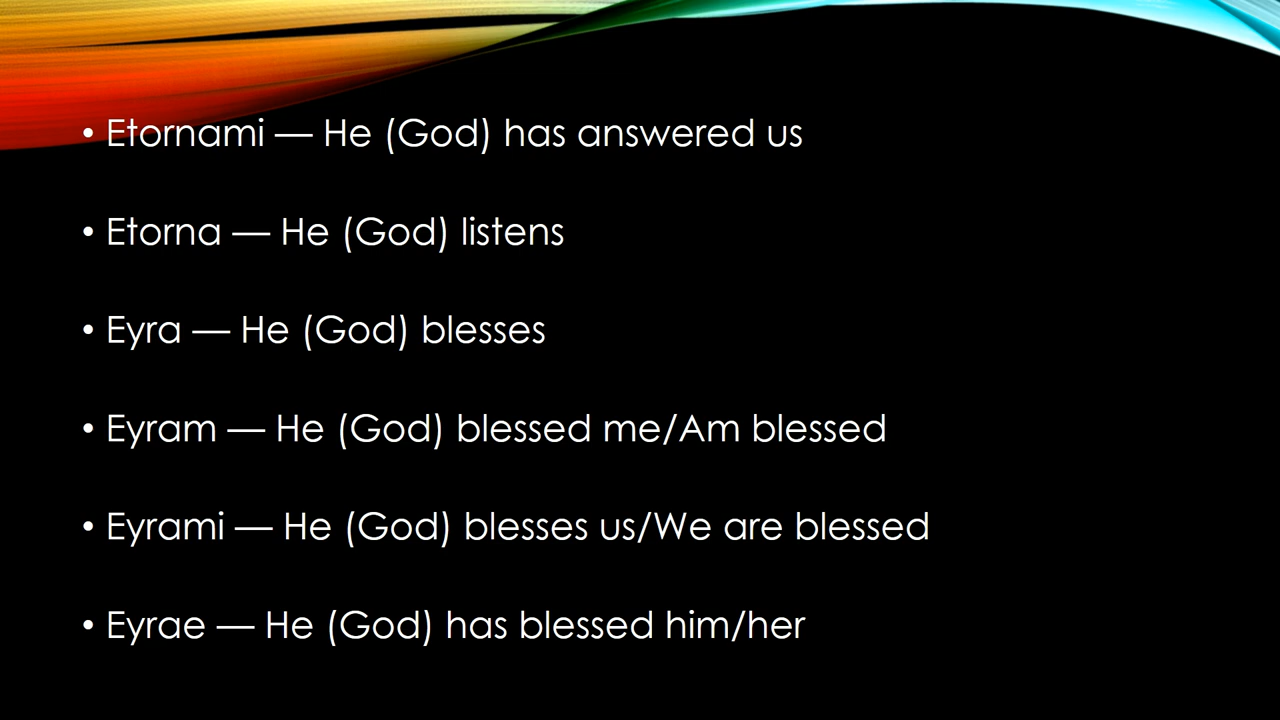 • Etornami — He (God) has answered us
• Etorna — He (God) listens
• Eyra — He (God) blesses
• Eyram — He (God) blessed me/Am blessed
• Eyrami — He (God) blesses us/We are blessed
• Eyrae — He (God) has blessed him/her